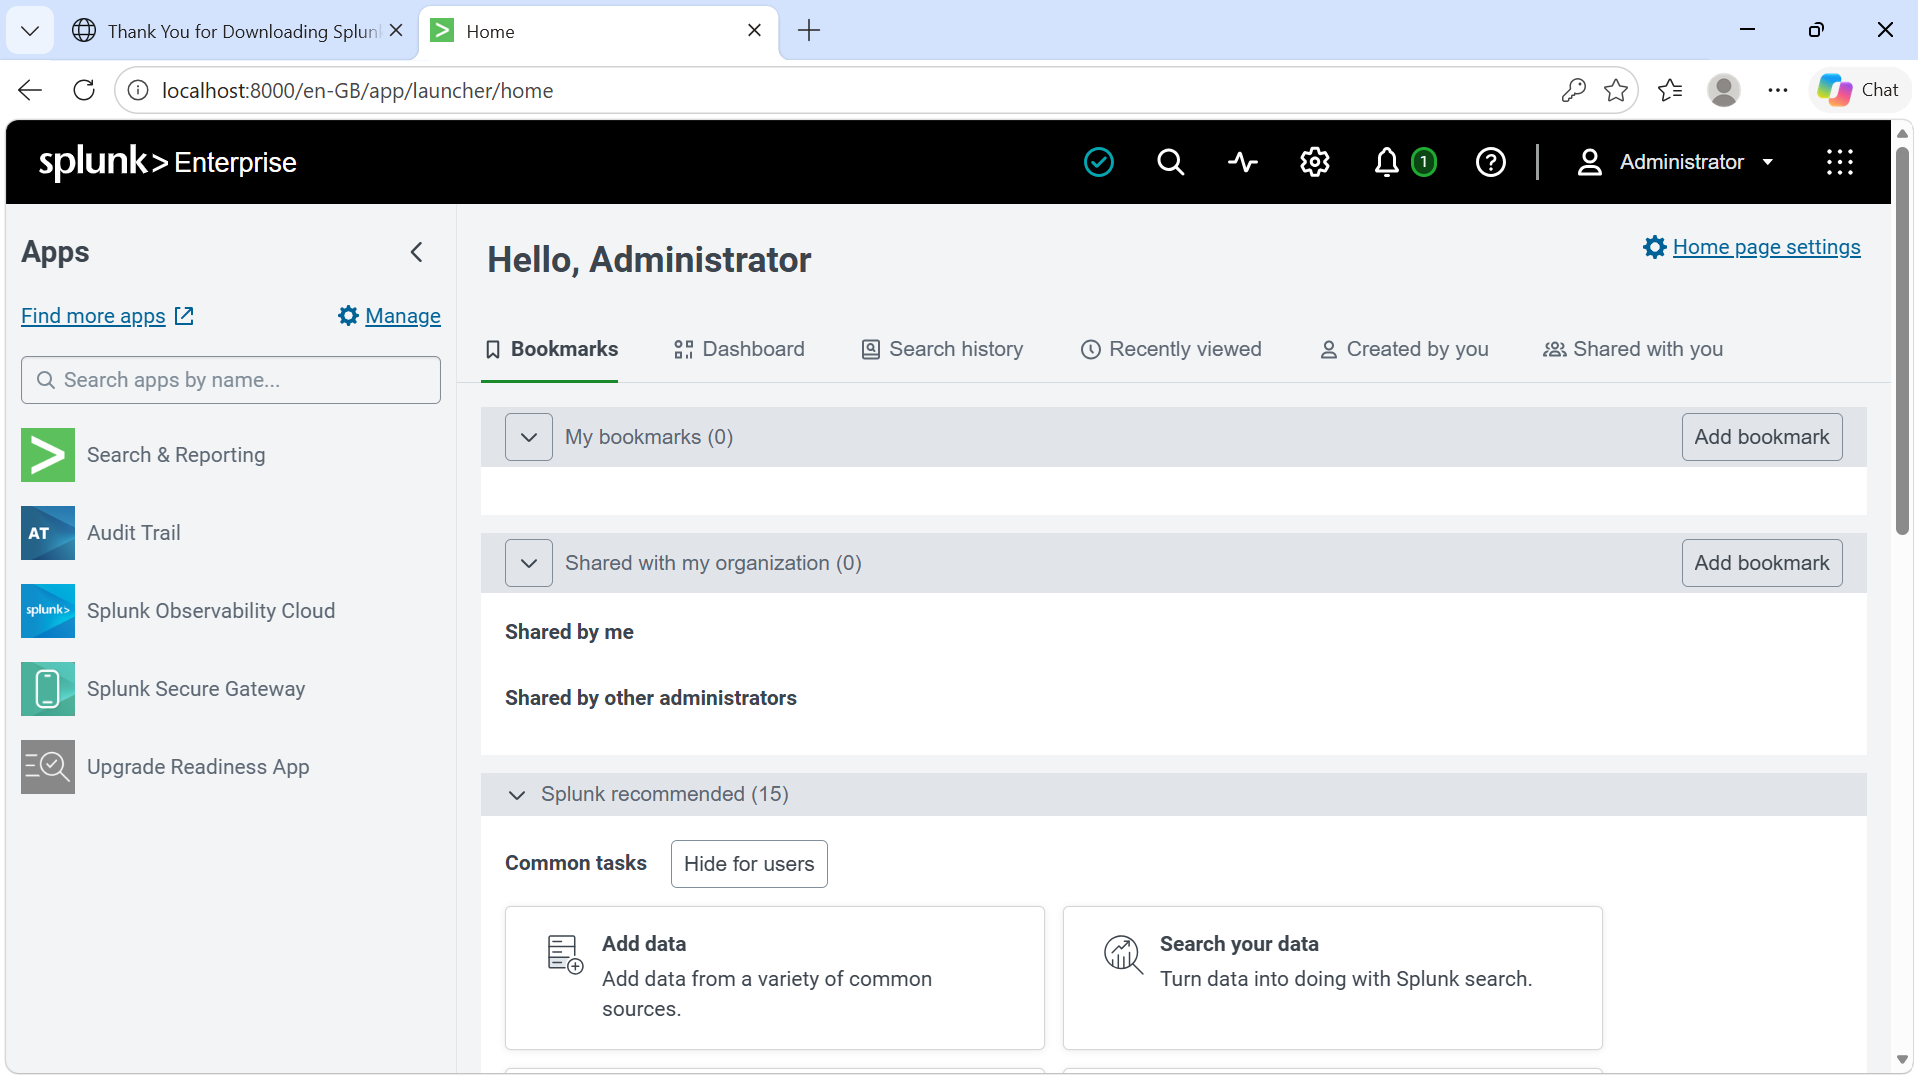 Thank You for Downloading Splun
Home
localhost:8000/en-GB/app/launcher/home
Chat
splunk> Enterprise
1
Administrator
Apps
Find more apps
Manage
Search apps by name...
Search & Reporting
AT
Audit Trail
splunk>
Splunk Observability Cloud
Splunk Secure Gateway
Upgrade Readiness App
Hello, Administrator
Home page settings
Bookmarks
Dashboard
Search history
Recently viewed
Created by you
Shared with you
My bookmarks (0)
Add bookmark
Shared with my organization (0)
Add bookmark
Shared by me
Shared by other administrators
Splunk recommended (15)
Common tasks
Hide for users
Add data
Add data from a variety of common
sources.
Search your data
Turn data into doing with Splunk search.